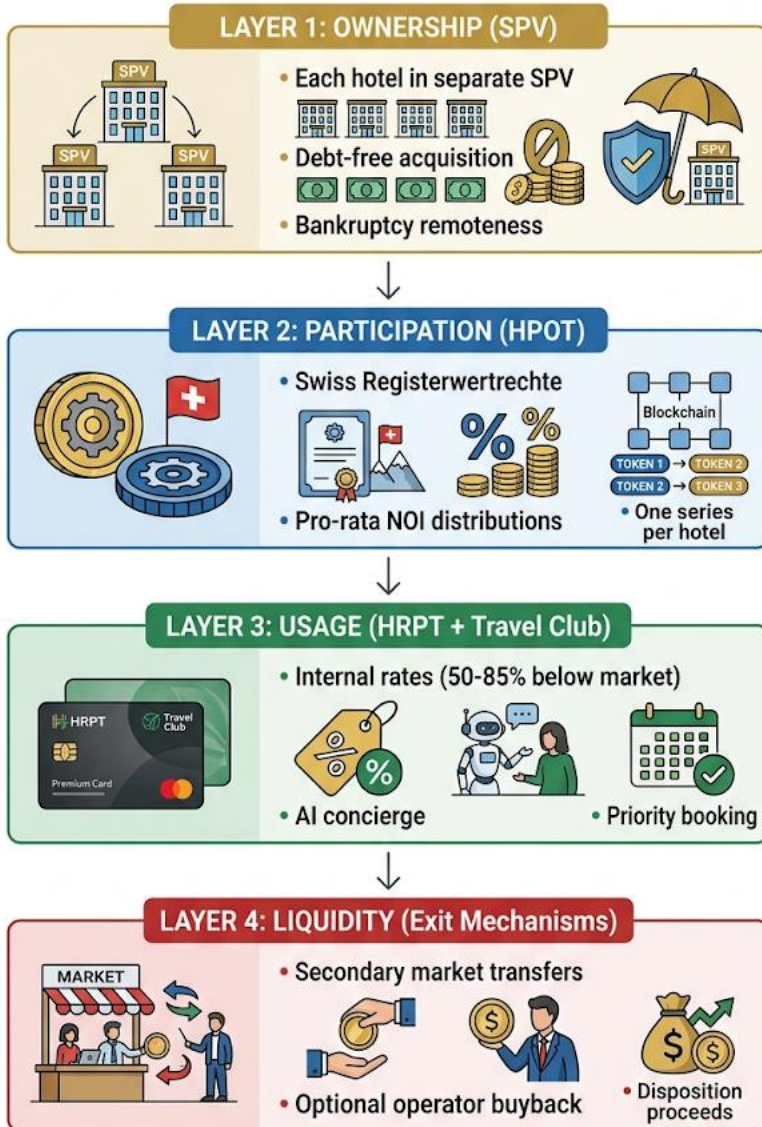 LAYER 1: OWNERSHIP (SPV)
SPV
SPV
SPV
• Each hotel in separate SPV
• Debt-free acquisition
• Bankruptcy remoteness
SPV
LAYER 2: PARTICIPATION (HPOT)
• Swiss Registerwertrechte
• Pro-rata NOI distributions
Blockchain
TOKEN 1 → TOKEN 2
TOKEN 2 → TOKEN 3
• One series
per hotel
LAYER 3: USAGE (HRPT + Travel Club)
HRPT
Travel
Club
Premium Card
• Internal rates (50-85% below market)
• AI concierge
• Priority booking
LAYER 4: LIQUIDITY (Exit Mechanisms)
MARKET
• Secondary market transfers
• Optional operator buyback
• Disposition
proceeds